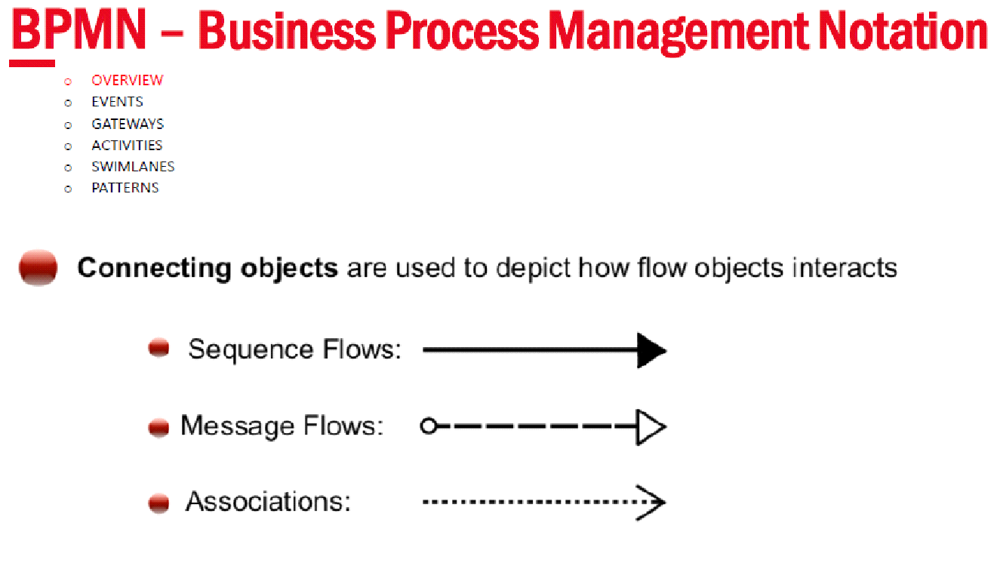 BPMN – Business Process Management Notation
o OVERVIEW
o EVENTS
o GATEWAYS
o ACTIVITIES
o SWIMLANES
o PATTERNS
Connecting objects are used to depict how flow objects interacts
Sequence Flows:
Message Flows:
Associations: